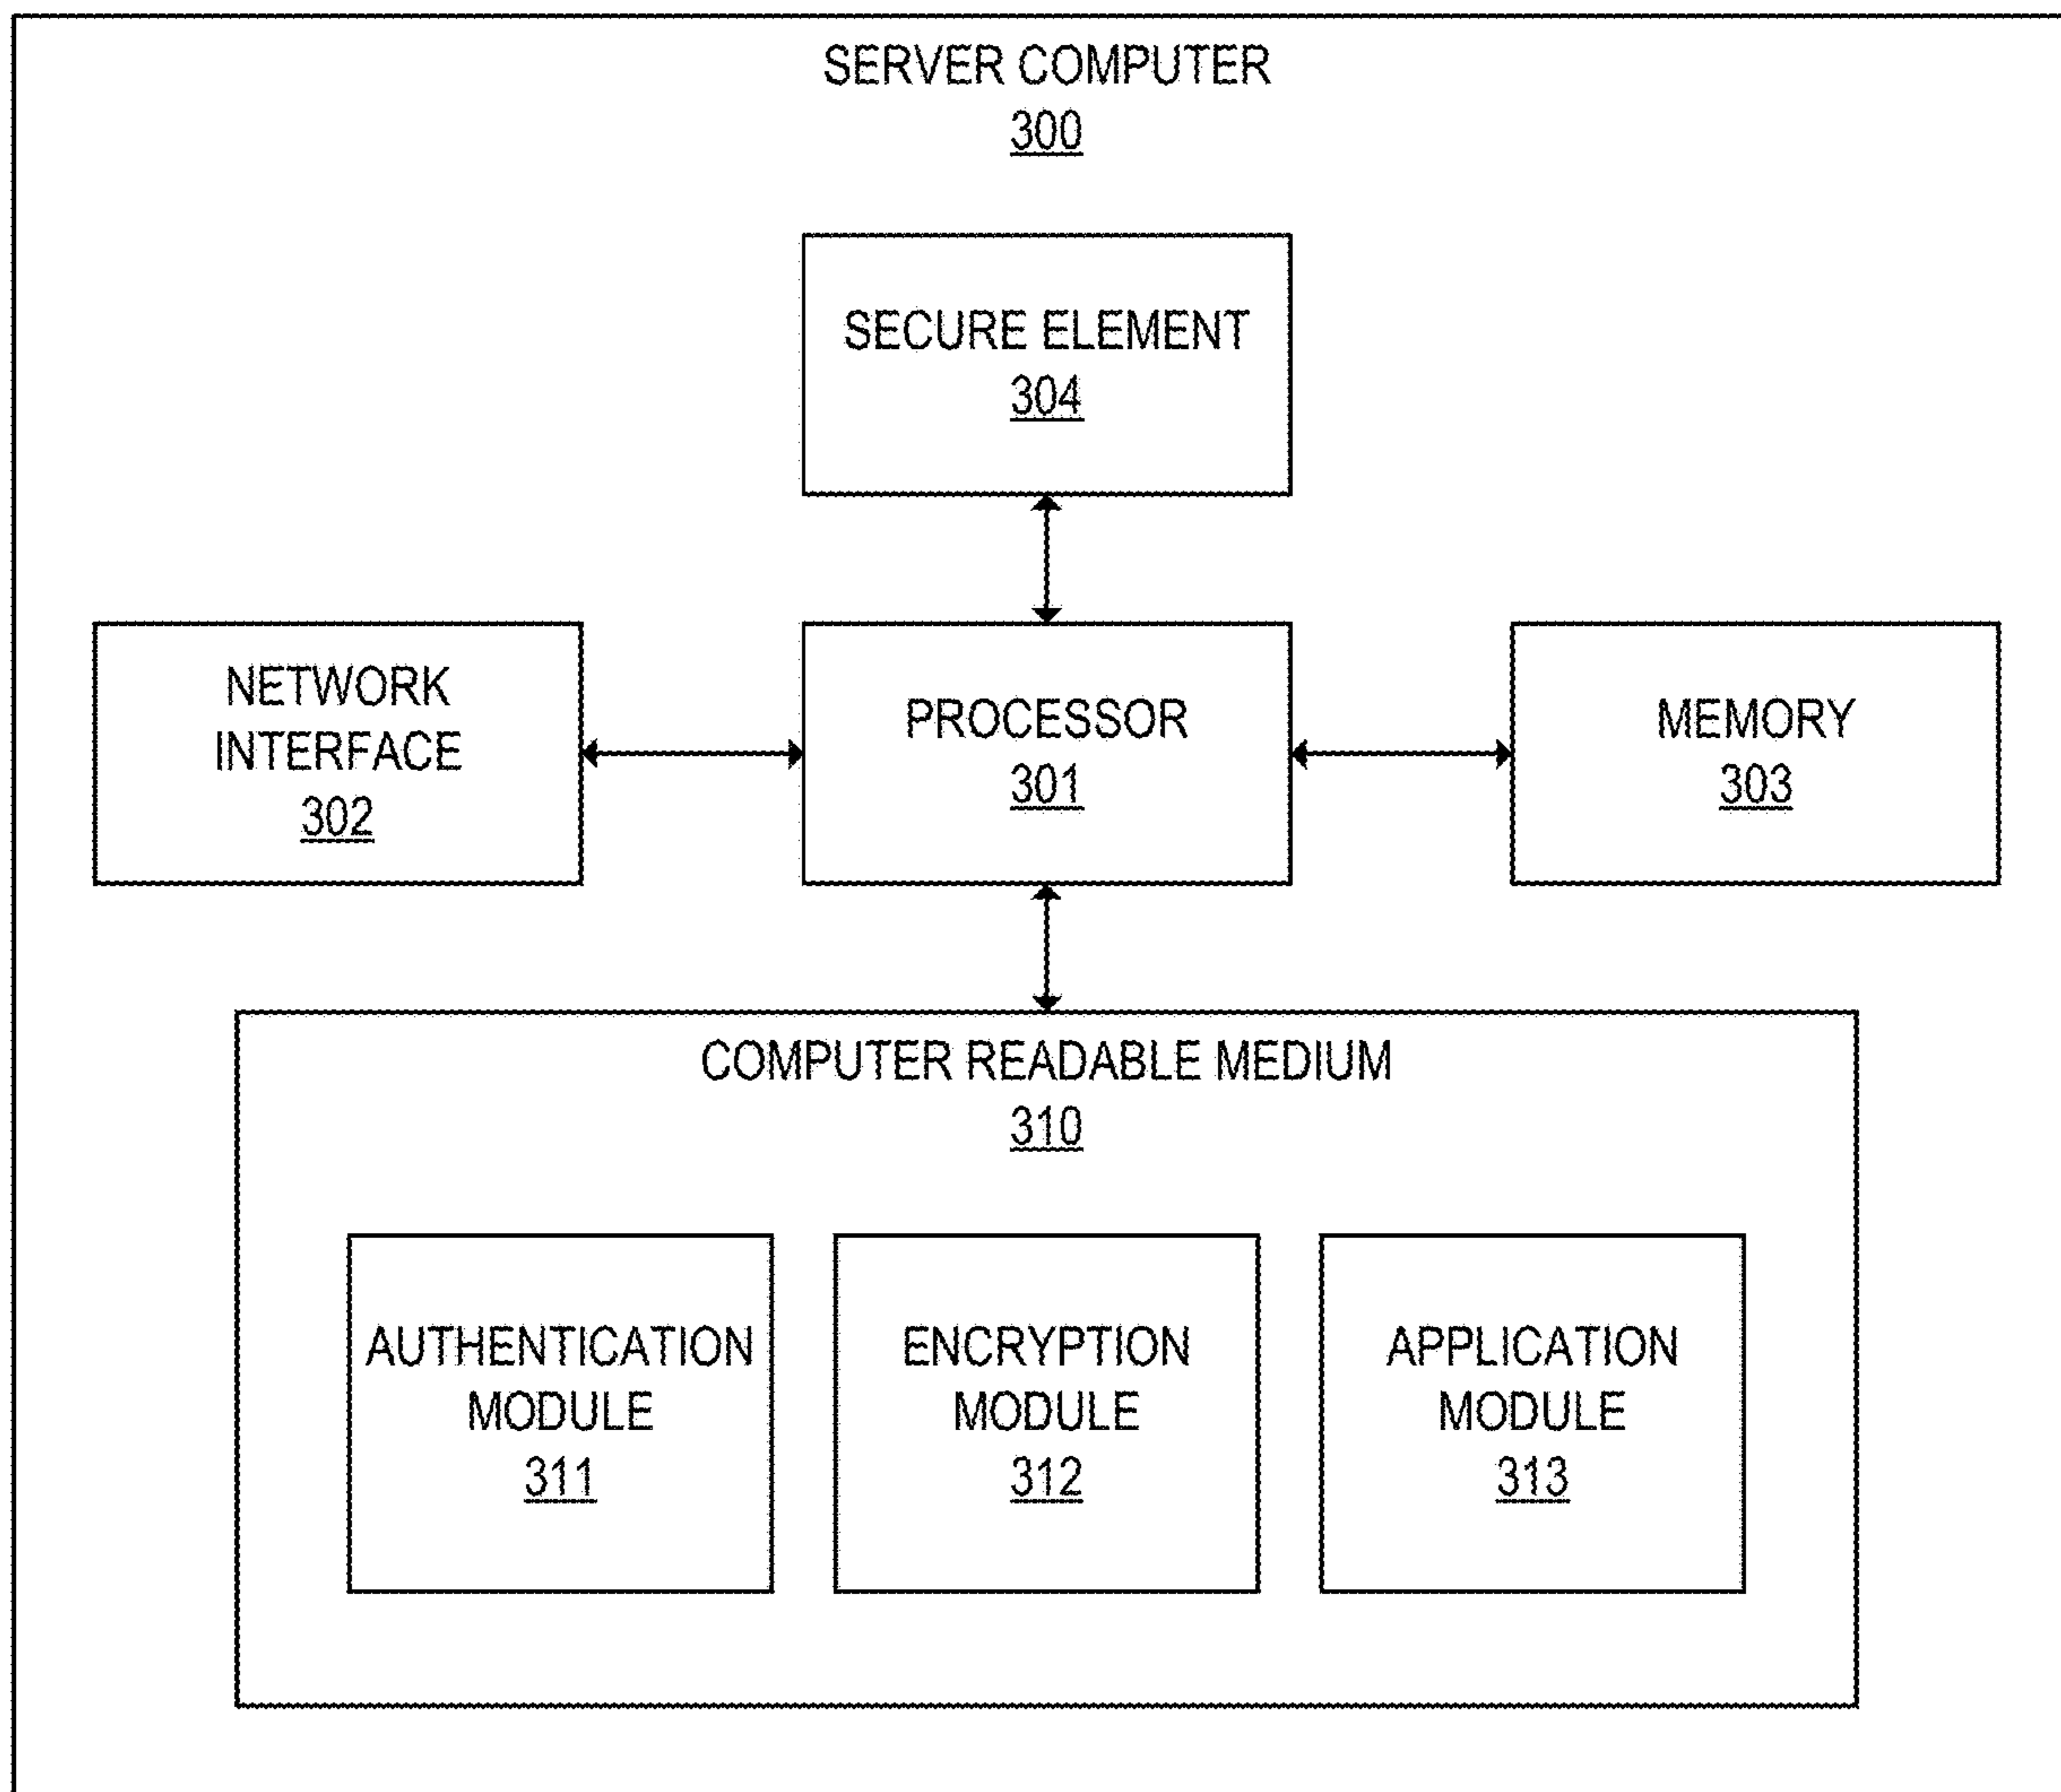 SERVER COMPUTER
300
SECURE ELEMENT
304
NETWORK
INTERFACE
302
PROCESSOR
301
MEMORY
303
COMPUTER READABLE MEDIUM
310
AUTHENTICATION
MODULE
311
ENCRYPTION
MODULE
312
APPLICATION
MODULE
313